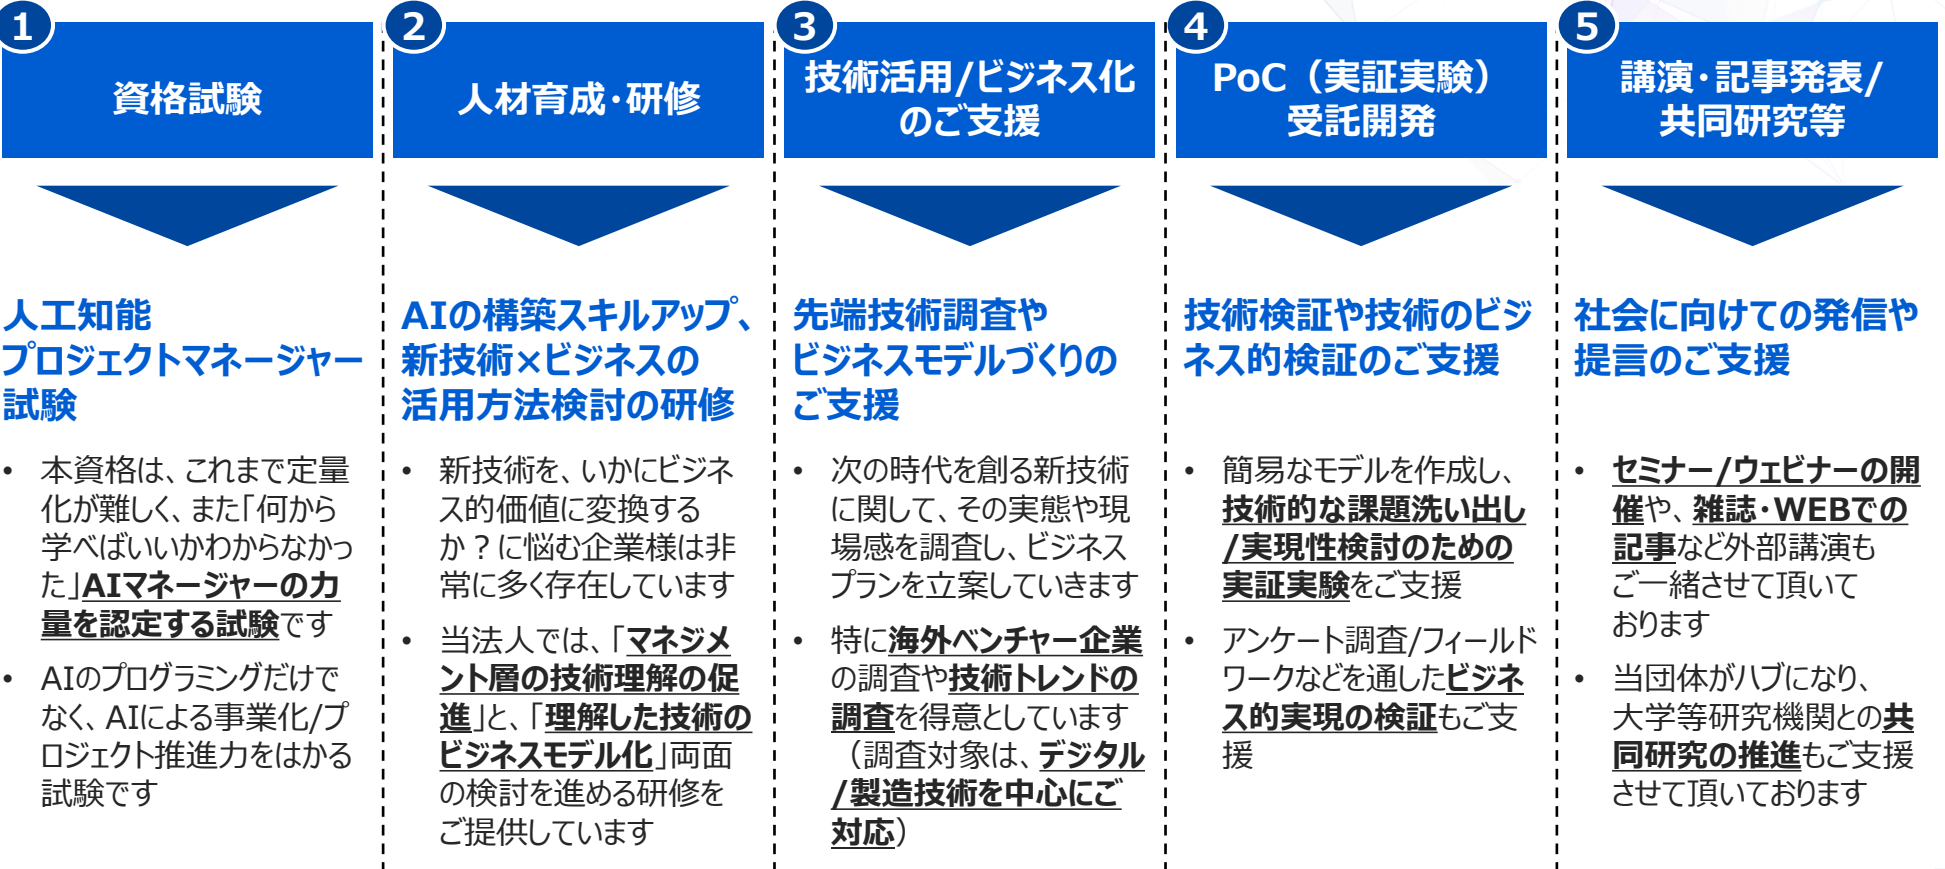 1
資格試験
人工知能
プロジェクトマネージャー
試験
• 本資格は、これまで定量
化が難しく、また「何から
学べばいいかわからなかっ
た」AIマネージャーの力
量を認定する試験です
• AIのプログラミングだけで
なく、AIによる事業化/プ
ロジェクト推進力をはかる
試験です
2
人材育成・研修
AIの構築スキルアップ、
新技術×ビジネスの
活用方法検討の研修
• 新技術を、いかにビジネ
ス的価値に変換する
か？に悩む企業様は非
常に多く存在しています
• 当法人では、「マネジメ
ント層の技術理解の促
進」と、「理解した技術の
ビジネスモデル化」両面
の検討を進める研修を
ご提供しています
3
技術活用/ビジネス化
のご支援
先端技術調査や
ビジネスモデルづくりの
ご支援
• 次の時代を創る新技術
に関して、その実態や現
場感を調査し、ビジネス
プランを立案していきます
• 特に海外ベンチャー企業
の調査や技術トレンドの
調査を得意としています
（調査対象は、デジタル
/製造技術を中心にご
対応）
4
PoC（実証実験）
受託開発
技術検証や技術のビジ
ネス的検証のご支援
• 簡易なモデルを作成し、
技術的な課題洗い出し
/実現性検討のための
実証実験をご支援
• アンケート調査/フィールド
ワークなどを通したビジネ
ス的実現の検証もご支
援
5
講演・記事発表/
共同研究等
社会に向けての発信や
提言のご支援
• セミナー/ウェビナーの開
催や、雑誌・WEBでの
記事など外部講演も
ご一緒させて頂いて
おります
• 当団体がハブになり、
大学等研究機関との共
同研究の推進もご支援
させて頂いております